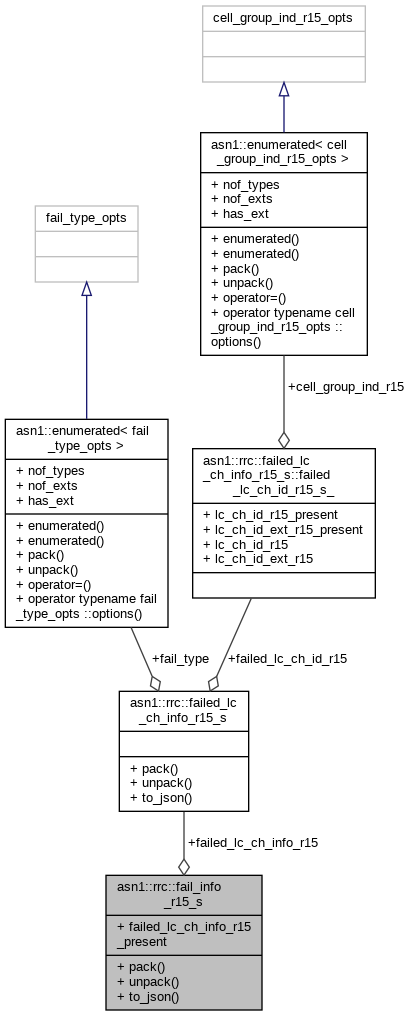 cell_group_ind_r15_opts
asn1::enumerated< cell
_group_ind_r15_opts >
+ nof_types
+ nof_exts
+ has_ext
+ enumerated()
+ enumerated()
+ pack()
+ unpack()
+ operator=()
+ operator typename cell
_group_ind_r15_opts ::
options()
fail_type_opts
+cell_group_ind_r15
asn1::enumerated< fail
_type_opts >
+ nof_types
+ nof_exts
+ has_ext
+ enumerated()
+ enumerated()
+ pack()
+ unpack()
+ operator=()
+ operator typename fail
_type_opts ::options()
asn1::rrc::failed_lc
_ch_info_r15_s::failed
_lc_ch_id_r15_s_
+ lc_ch_id_r15_present
+ lc_ch_id_ext_r15_present
+ lc_ch_id_r15
+ lc_ch_id_ext_r15
+fail_type
+failed_lc_ch_id_r15
asn1::rrc::failed_lc
_ch_info_r15_s
+ pack()
+ unpack()
+ to_json()
+failed_lc_ch_info_r15
asn1::rrc::fail_info
_r15_s
+ failed_lc_ch_info_r15
_present
+ pack()
+ unpack()
+ to_json()